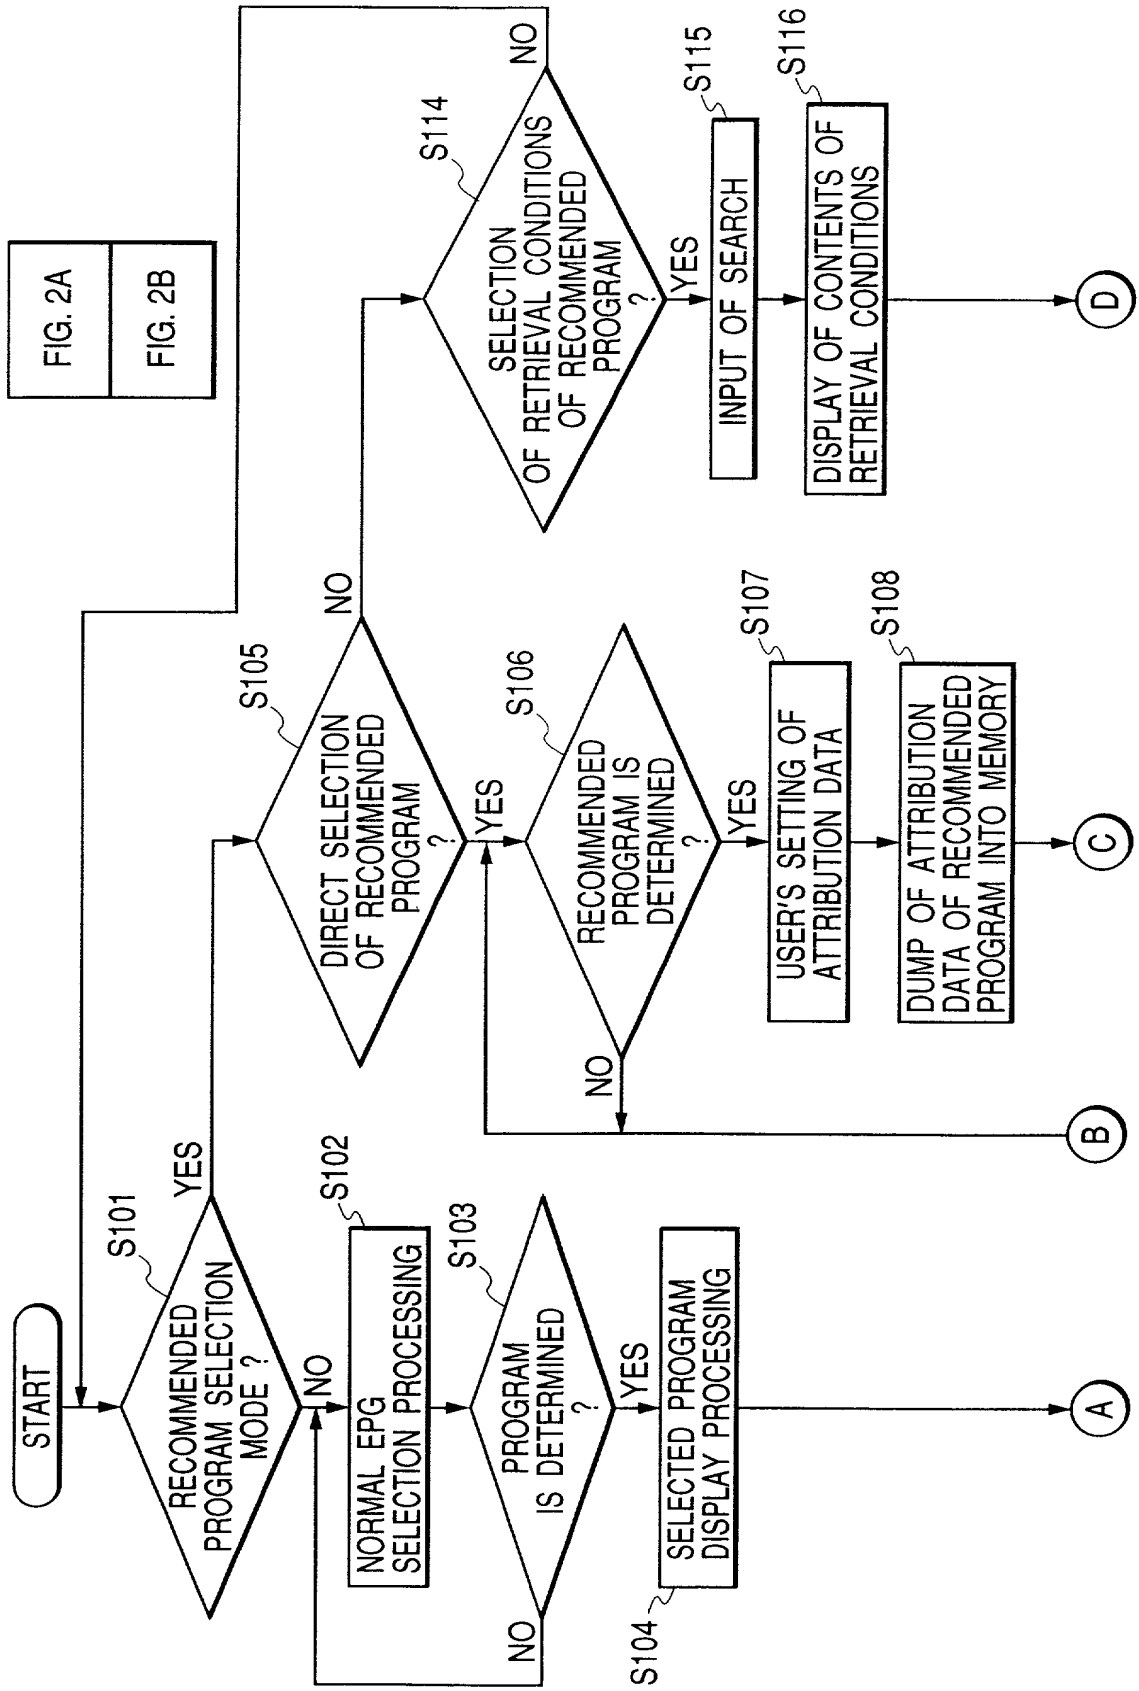 FIG. 2A
FIG. 2B
START
S101
RECOMMENDED
PROGRAM SELECTION
MODE ?
YES
NO
S102
NORMAL EPG
SELECTION PROCESSING
S103
PROGRAM
IS DETERMINED
?
NO
YES
S104
SELECTED PROGRAM
DISPLAY PROCESSING
A
S105
DIRECT SELECTION
OF RECOMMENDED
PROGRAM
?
NO
YES
S106
RECOMMENDED
PROGRAM IS
DETERMINED
?
NO
YES
B
S107
USER'S SETTING OF
ATTRIBUTION DATA
S108
DUMP OF ATTRIBUTION
DATA OF RECOMMENDED
PROGRAM INTO MEMORY
C
S114
SELECTION
OF RETRIEVAL CONDITIONS
OF RECOMMENDED
PROGRAM
?
NO
YES
S115
INPUT OF SEARCH
S116
DISPLAY OF CONTENTS OF
RETRIEVAL CONDITIONS
D